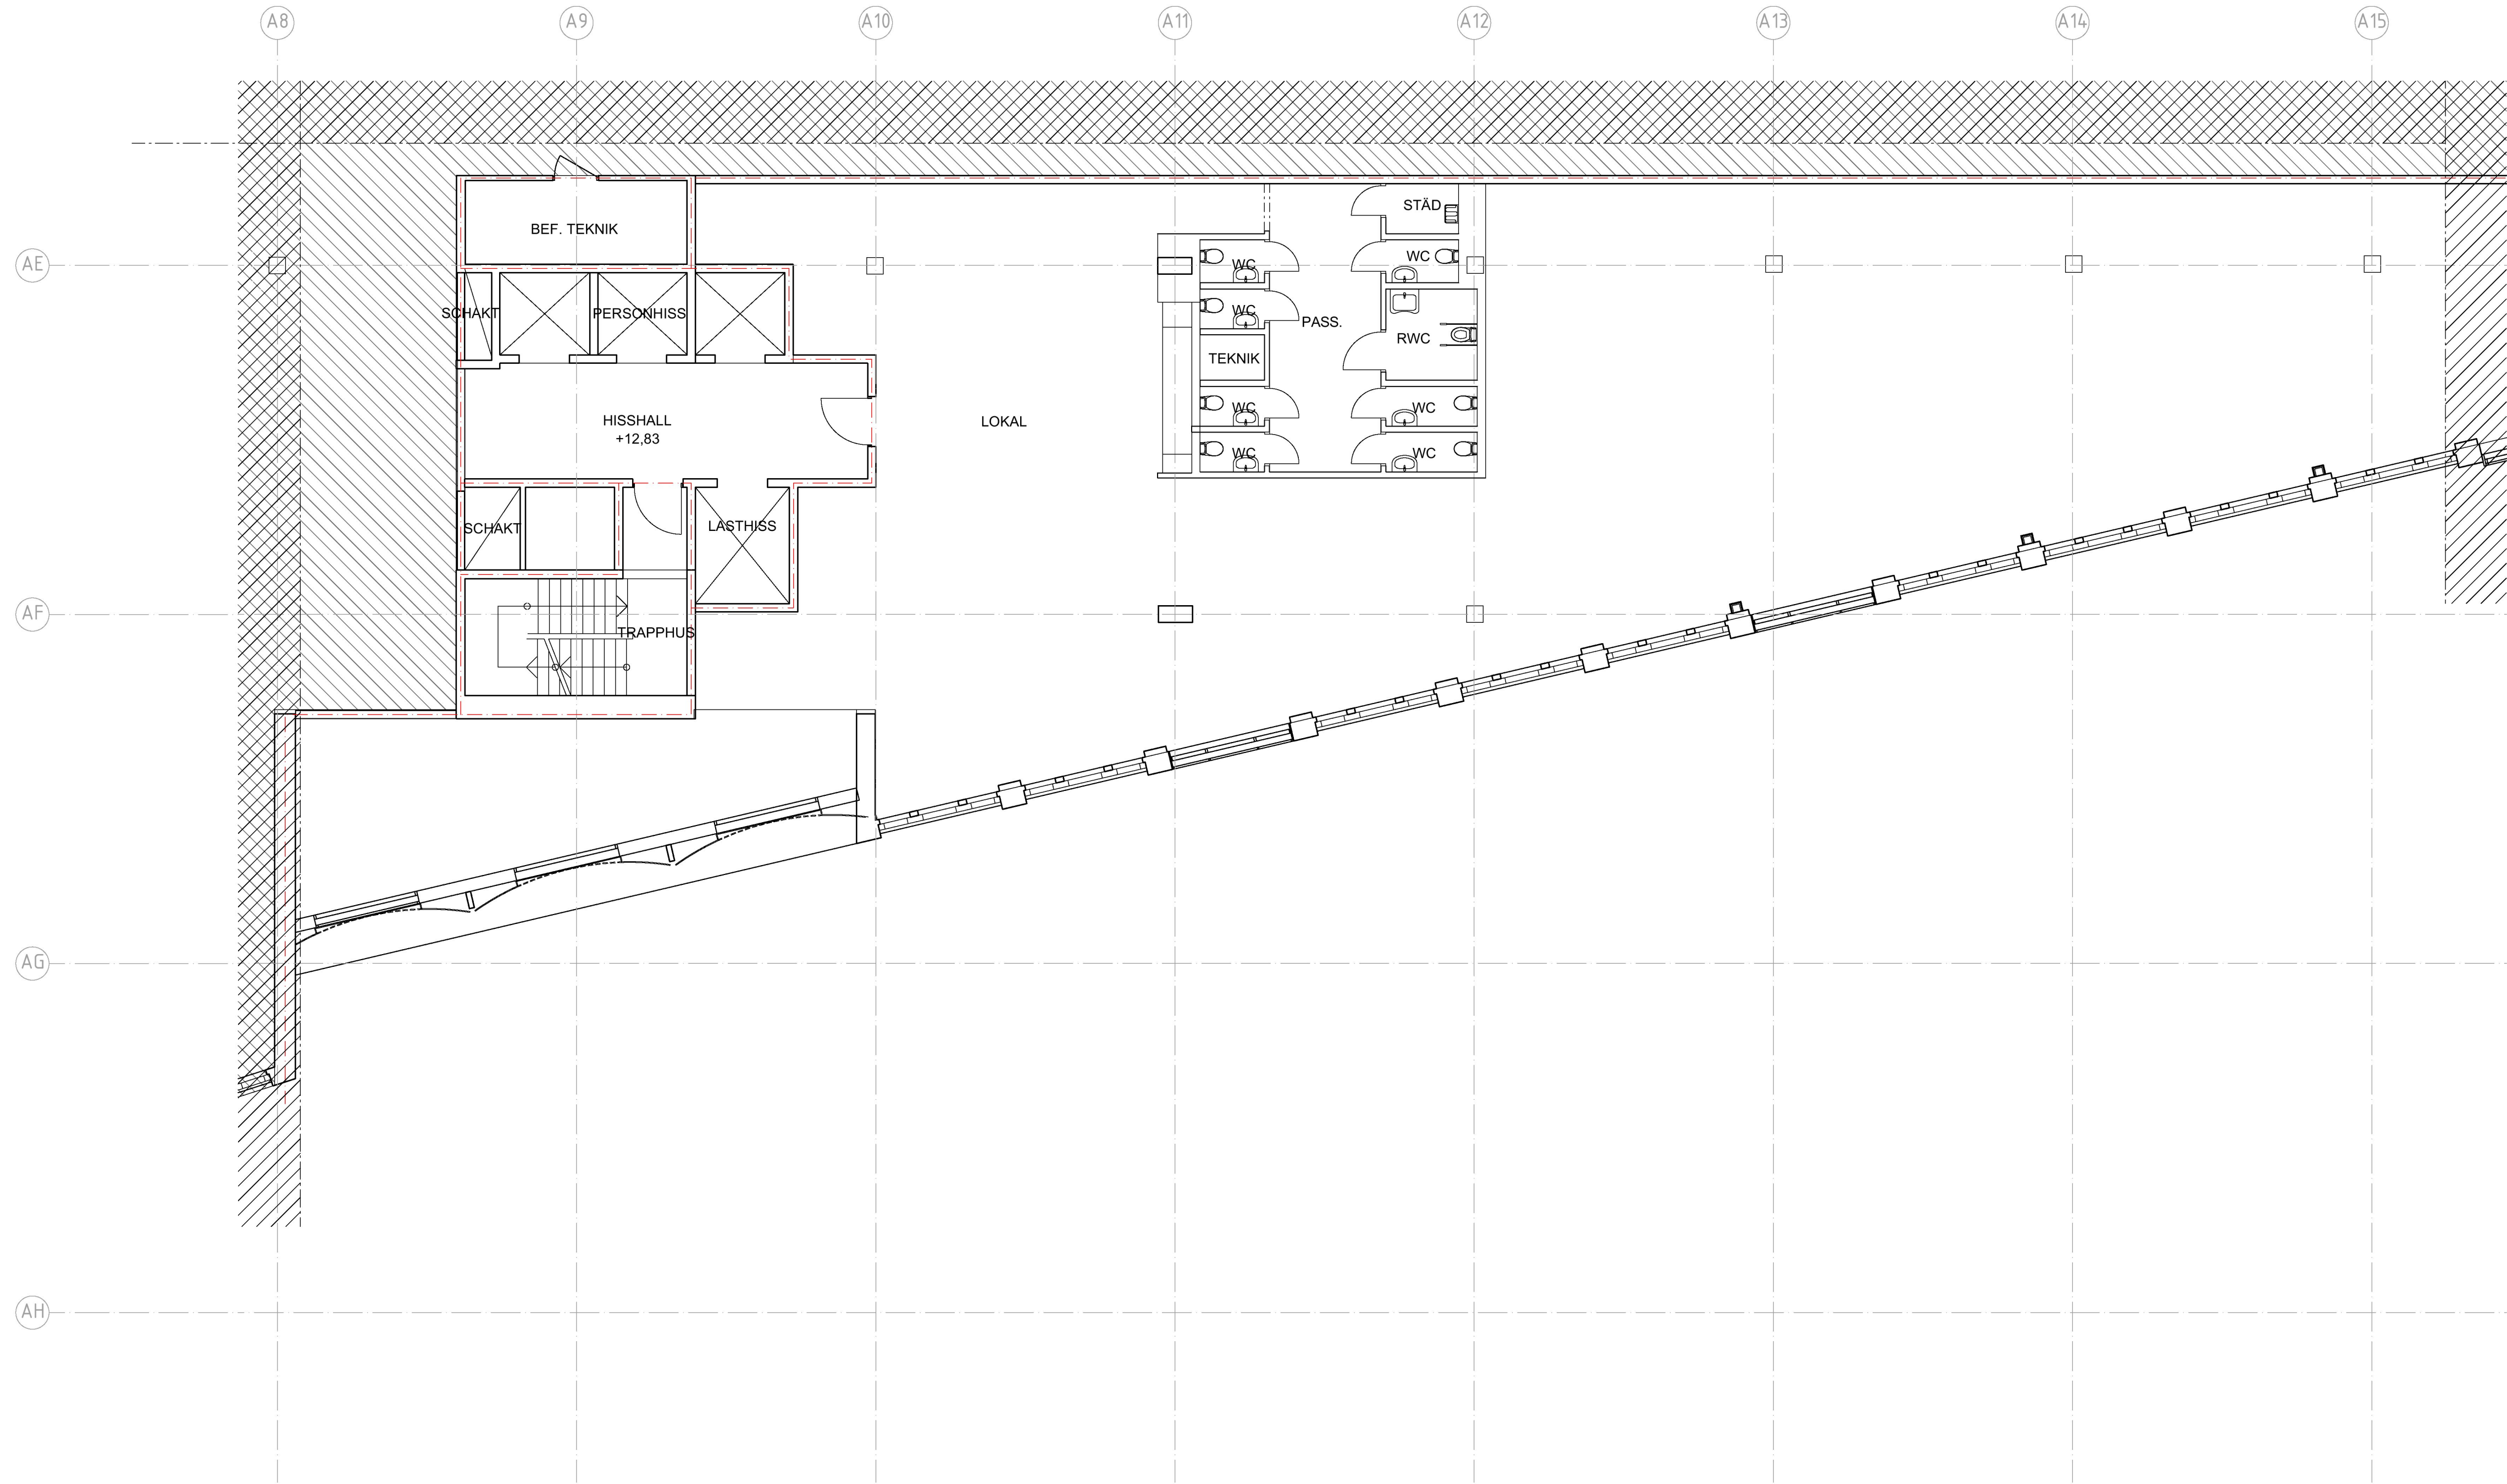 A8
A9
A10
A11
A12
A13
A14
A15
STÄD
BEF. TEKNIK
AE
WC
WC
SCHAKT
PERSONHISS
WC
PASS.
RWC
TEKNIK
HISSHALL
+12,83
LOKAL
WC
WC
WC
WC
SCHAKT
LASTHISS
AF
TRAPPHUS
AG
AH